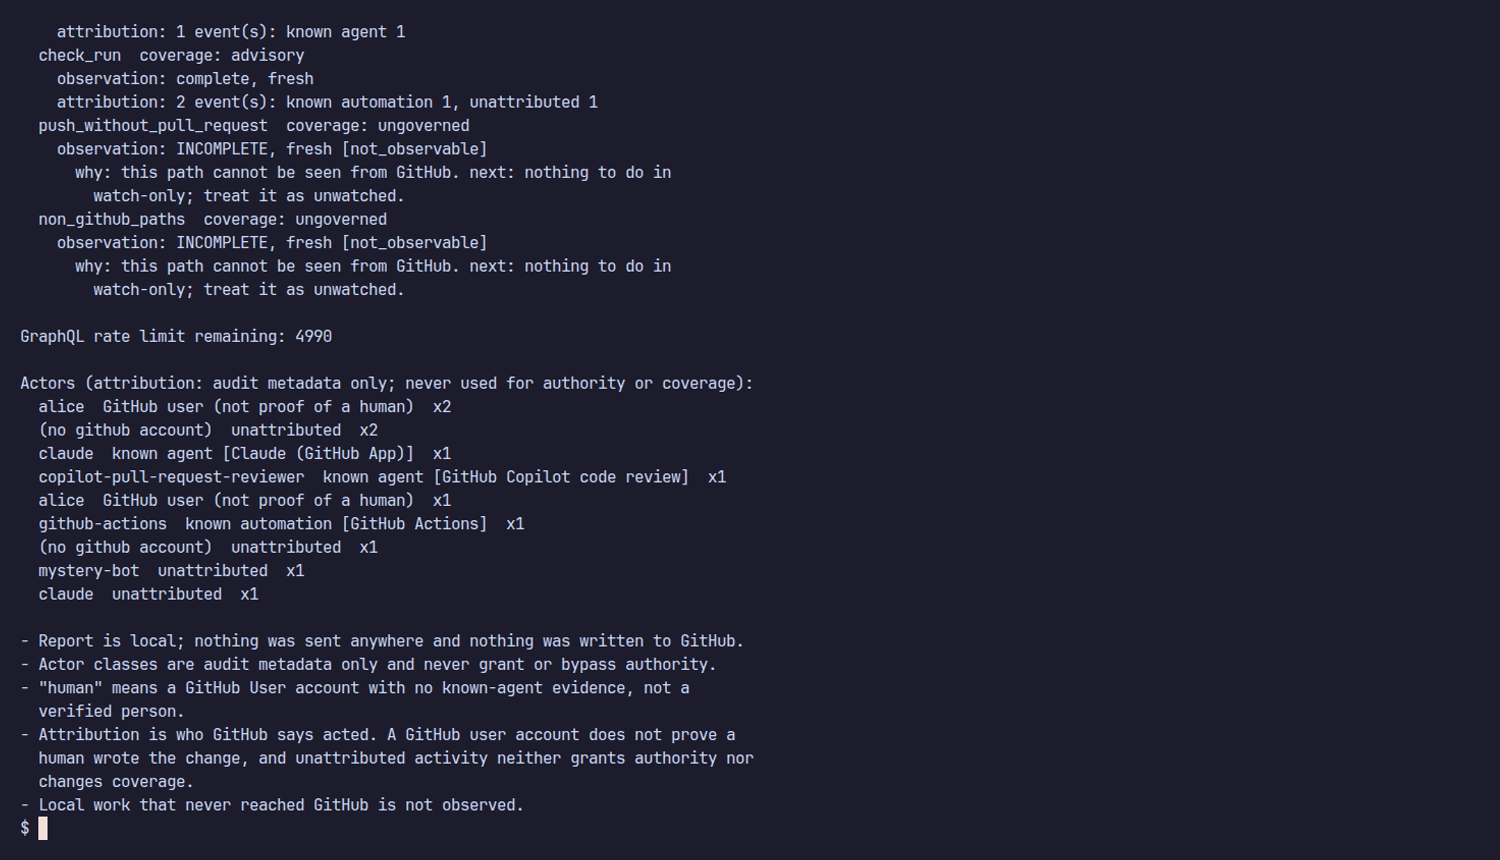 attribution: 1 event(s): known agent 1
check_run  coverage: advisory
observation: complete, fresh
attribution: 2 event(s): known automation 1, unattributed 1
push_without_pull_request  coverage: ungoverned
observation: INCOMPLETE, fresh [not_observable]
why: this path cannot be seen from GitHub. next: nothing to do in
watch-only; treat it as unwatched.
non_github_paths  coverage: ungoverned
observation: INCOMPLETE, fresh [not_observable]
why: this path cannot be seen from GitHub. next: nothing to do in
watch-only; treat it as unwatched.
GraphQL rate limit remaining: 4990
Actors (attribution: audit metadata only; never used for authority or coverage):
alice  GitHub user (not proof of a human)  x2
(no github account)  unattributed  x2
claude  known agent [Claude (GitHub App)]  x1
copilot-pull-request-reviewer  known agent [GitHub Copilot code review]  x1
alice  GitHub user (not proof of a human)  x1
github-actions  known automation [GitHub Actions]  x1
(no github account)  unattributed  x1
mystery-bot  unattributed  x1
claude  unattributed  x1
- Report is local; nothing was sent anywhere and nothing was written to GitHub.
- Actor classes are audit metadata only and never grant or bypass authority.
- "human" means a GitHub User account with no known-agent evidence, not a
verified person.
- Attribution is who GitHub says acted. A GitHub user account does not prove a
human wrote the change, and unattributed activity neither grants authority nor
changes coverage.
- Local work that never reached GitHub is not observed.
$